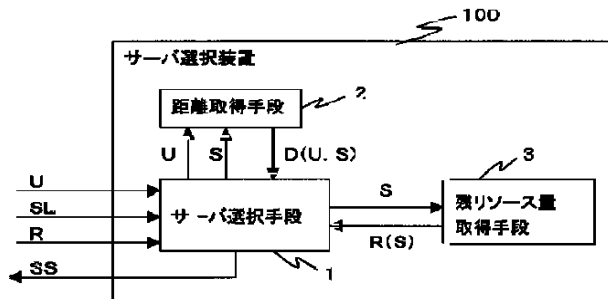 100
サーバ選択装置
距離取得手段
2
U
S
D(U. S)
3
U
SL
R
SS
サーバ選択手段
1
S
R(S)
残リソース量
取得手段